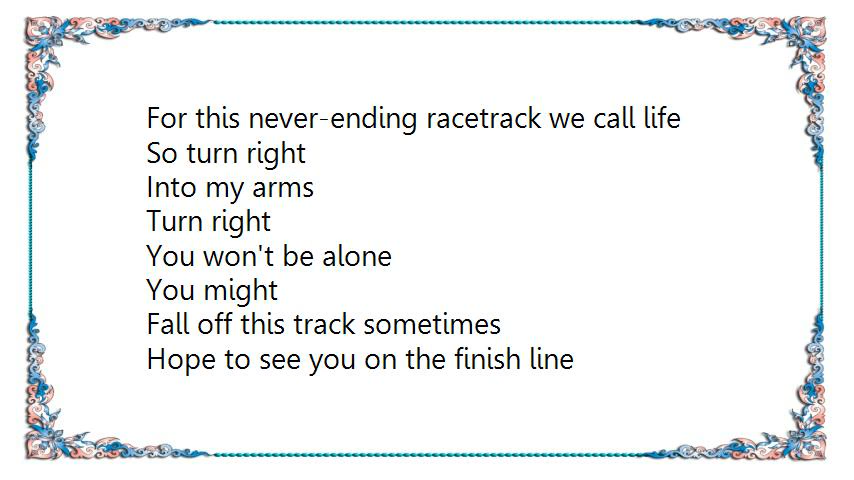 For this never-ending racetrack we call life
So turn right
Into my arms
Turn right
You won't be alone
You might
Fall off this track sometimes
Hope to see you on the finish line